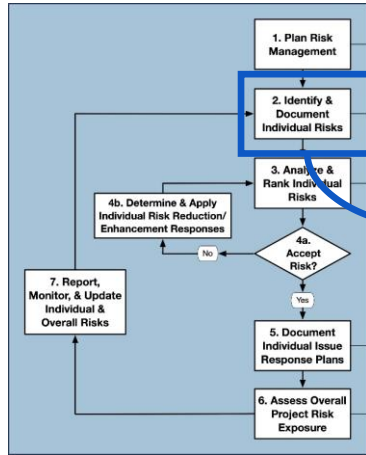 1. Plan Risk
Management
2. Identify &
Document
Individual Risks
3. Analyze &
Rank Individual
Risks
4b. Determine & Apply
Individual Risk Reduction/
Enhancement Responses
4a.
Accept
Risk?
No
Yes
7. Report,
Monitor, & Update
Individual &
Overall Risks
5. Document
Individual Issue
Response Plans
6. Assess Overall
Project Risk
Exposure